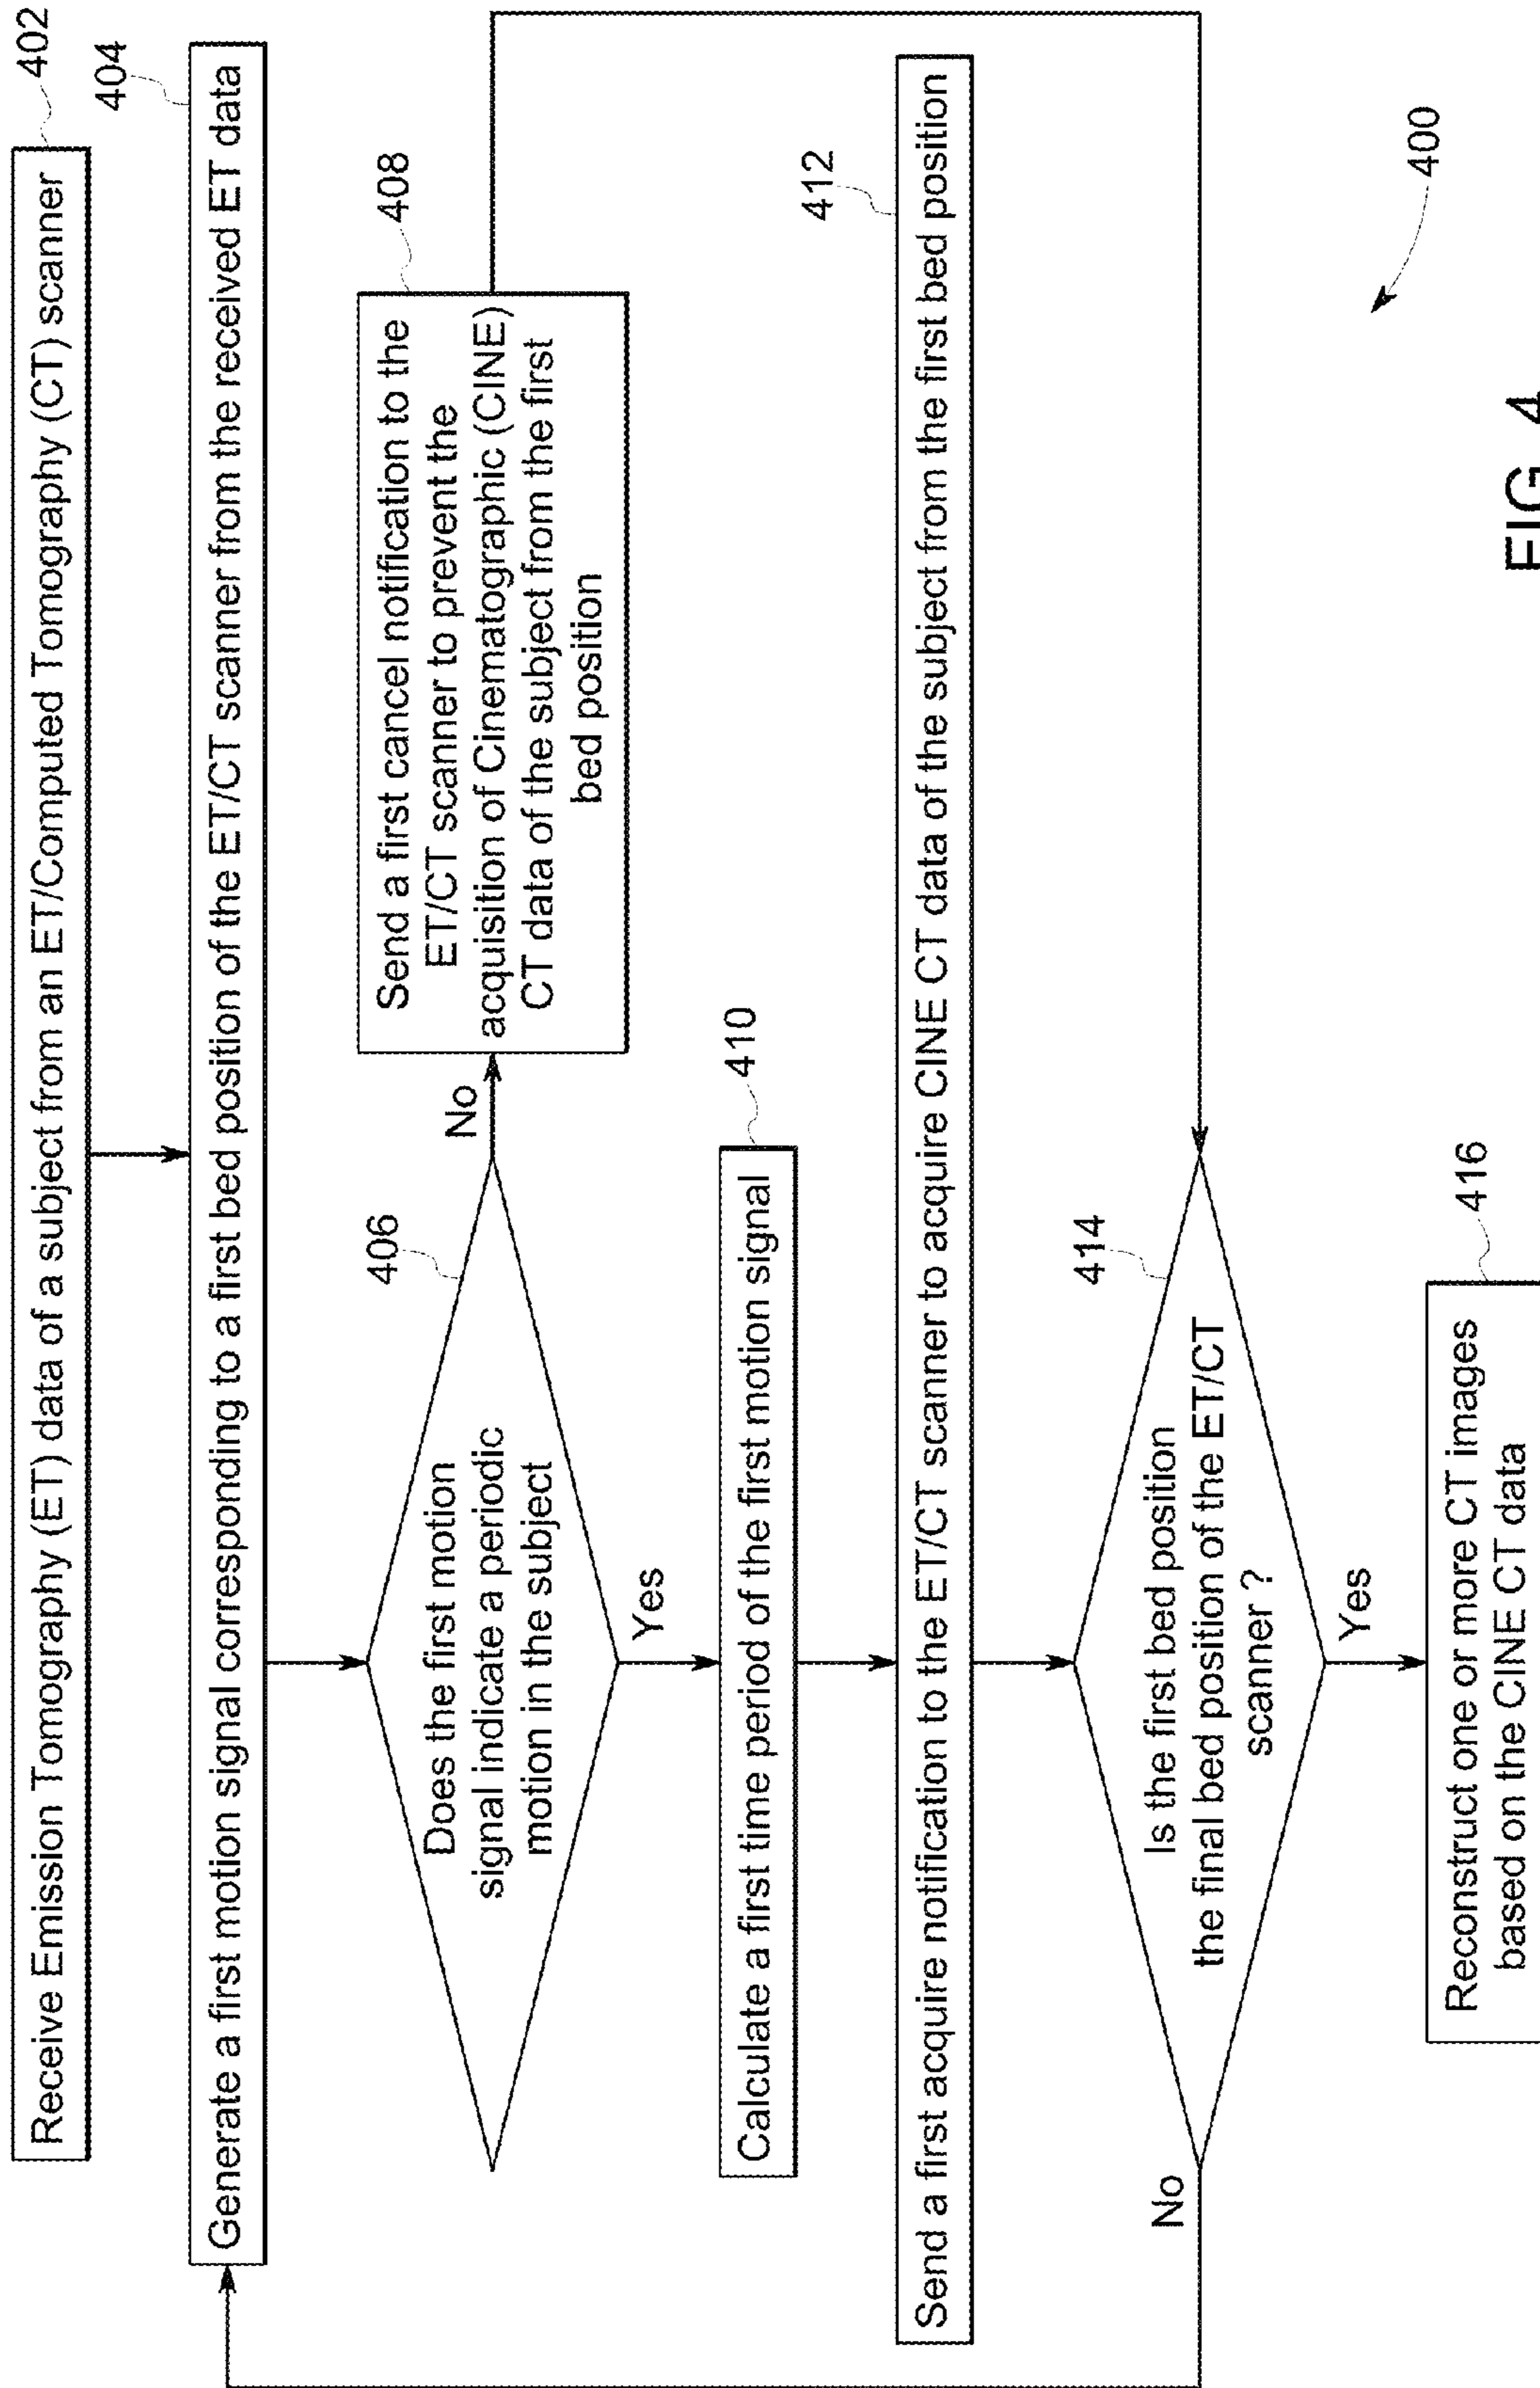 Receive Emission Tomography (ET) data of a subject from an ET/Computed Tomography (CT) scanner
402
404
Generate a first motion signal corresponding to a first bed position of the ET/CT scanner from the received ET data
406
Does the first motion
signal indicate a periodic
motion in the subject
No
408
Send a first cancel notification to the
ET/CT scanner to prevent the
acquisition of Cinematographic (CINE)
CT data of the subject from the first
bed position
Yes
410
Calculate a first time period of the first motion signal
412
Send a first acquire notification to the ET/CT scanner to acquire CINE CT data of the subject from the first bed position
414
Is the first bed position
the final bed position of the ET/CT
scanner ?
No
Yes
416
Reconstruct one or more CT images
based on the CINE CT data
400
FIG. 4